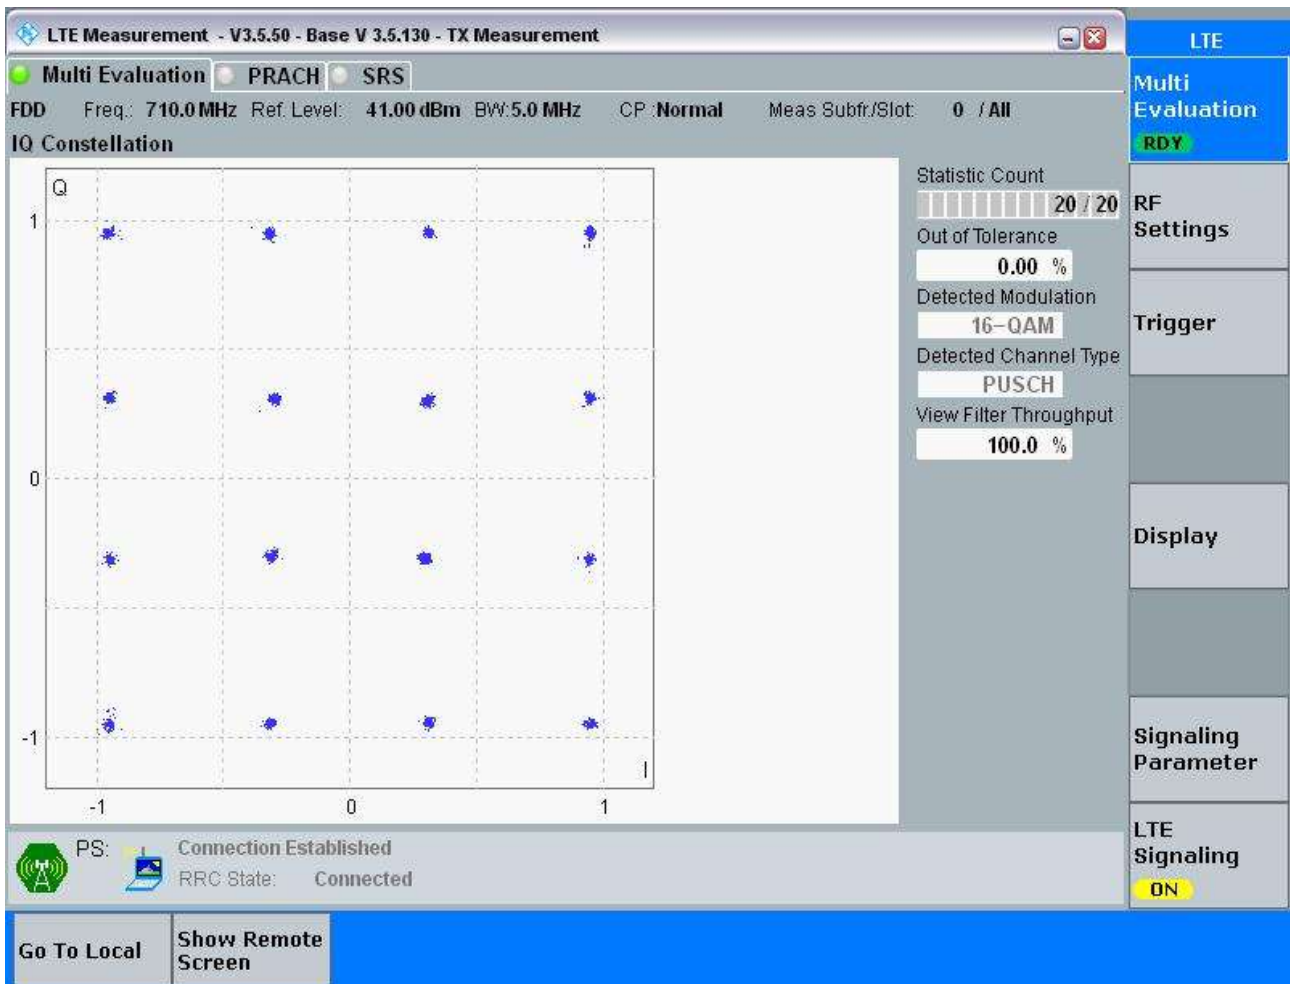 LTE Measurement - V3.5.50 - Base V 3.5.130 - TX Measurement
LTE
Multi Evaluation PRACH SRS
Multi
Evaluation
RDY
FDD Freq.: 710.0 MHz Ref. Level: 41.00 dBm BW: 5.0 MHz CP : Normal Meas Subfr./Slot: 0 / All
IQ Constellation
Q
1
0
-1
-1 0 1
I
Statistic Count
20 / 20
Out of Tolerance
0.00 %
Detected Modulation
16-QAM
Detected Channel Type
PUSCH
View Filter Throughput
100.0 %
RF
Settings
Trigger
Display
Signaling
Parameter
LTE
Signaling
ON
PS: Connection Established
RRC State: Connected
Go To Local
Show Remote
Screen